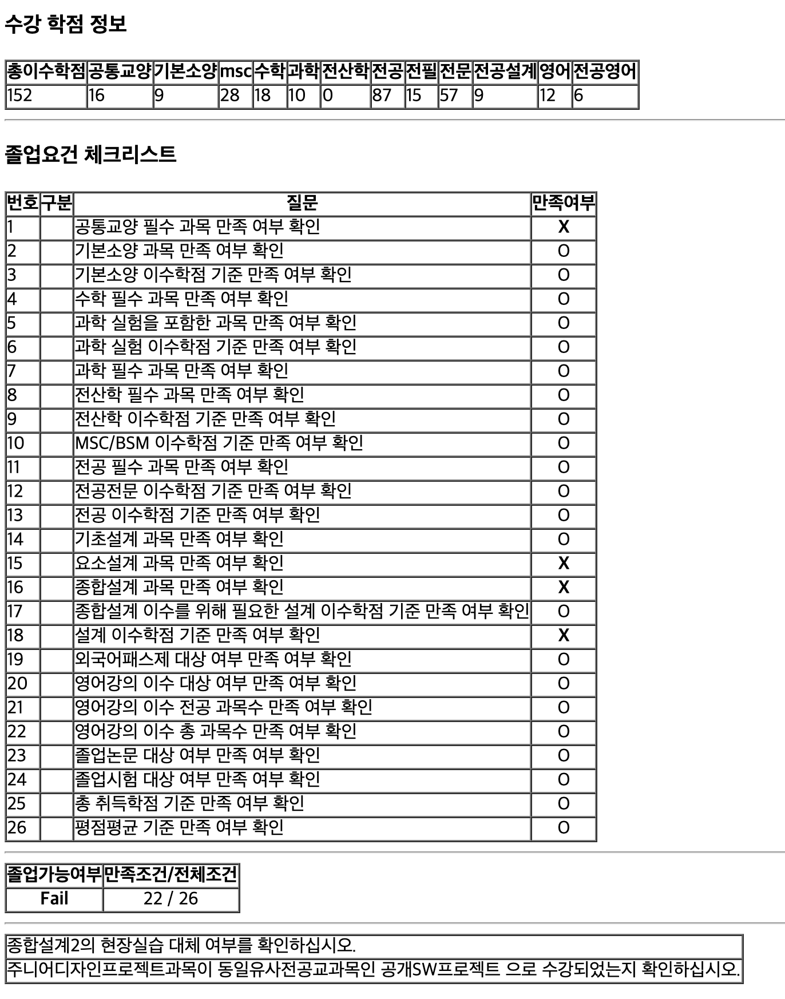 수강 학점 정보
총이수학점 공통교양 기본소양 msc 수학 과학 전산학 전공 전필 전문 전공설계 영어 전공영어
152 16 9 28 18 10 0 87 15 57 9 12 6
졸업요건 체크리스트
번호 구분 질문 만족여부
1 공통교양 필수 과목 만족 여부 확인 X
2 기본소양 과목 만족 여부 확인 O
3 기본소양 이수학점 기준 만족 여부 확인 O
4 수학 필수 과목 만족 여부 확인 O
5 과학 실험을 포함한 과목 만족 여부 확인 O
6 과학 실험 이수학점 기준 만족 여부 확인 O
7 과학 필수 과목 만족 여부 확인 O
8 전산학 필수 과목 만족 여부 확인 O
9 전산학 이수학점 기준 만족 여부 확인 O
10 MSC/BSM 이수학점 기준 만족 여부 확인 O
11 전공 필수 과목 만족 여부 확인 O
12 전공전문 이수학점 기준 만족 여부 확인 O
13 전공 이수학점 기준 만족 여부 확인 O
14 기초설계 과목 만족 여부 확인 O
15 요소설계 과목 만족 여부 확인 X
16 종합설계 과목 만족 여부 확인 X
17 종합설계 이수를 위해 필요한 설계 이수학점 기준 만족 여부 확인 O
18 설계 이수학점 기준 만족 여부 확인 X
19 외국어패스제 대상 여부 만족 여부 확인 O
20 영어강의 이수 대상 여부 만족 여부 확인 O
21 영어강의 이수 전공 과목수 만족 여부 확인 O
22 영어강의 이수 총 과목수 만족 여부 확인 O
23 졸업논문 대상 여부 만족 여부 확인 O
24 졸업시험 대상 여부 만족 여부 확인 O
25 총 취득학점 기준 만족 여부 확인 O
26 평점평균 기준 만족 여부 확인 O
졸업가능여부 만족조건/전체조건
Fail 22 / 26
종합설계2의 현장실습 대체 여부를 확인하십시오.
주니어디자인프로젝트과목이 동일유사전공교과목인 공개SW프로젝트 으로 수강되었는지 확인하십시오.